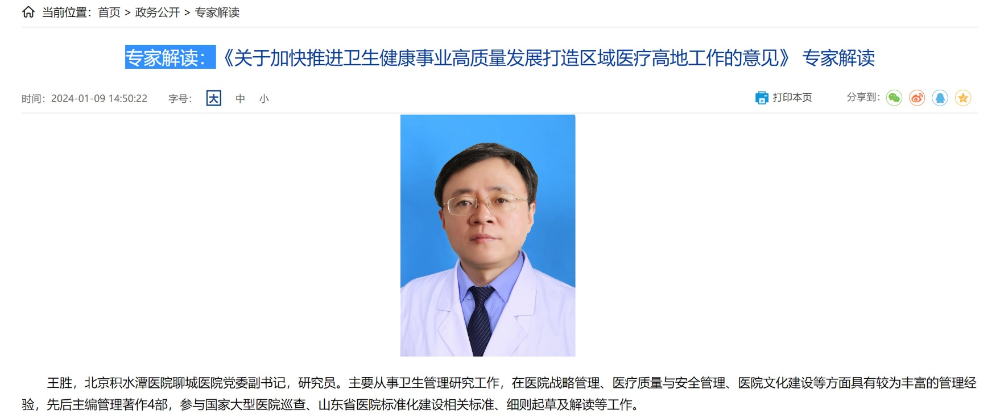 当前位置：首页 > 政务公开 > 专家解读
专家解读：《关于加快推进卫生健康事业高质量发展打造区域医疗高地工作的意见》 专家解读
时间：2024-01-09 14:50:22 字号： 大 中 小 打印本页 分享到：
王胜，北京积水潭医院聊城医院党委副书记，研究员。主要从事卫生管理研究工作，在医院战略管理、医疗质量与安全管理、医院文化建设等方面具有较为丰富的管理经
验，先后主编管理著作4部，参与国家大型医院巡查、山东省医院标准化建设相关标准、细则起草及解读等工作。